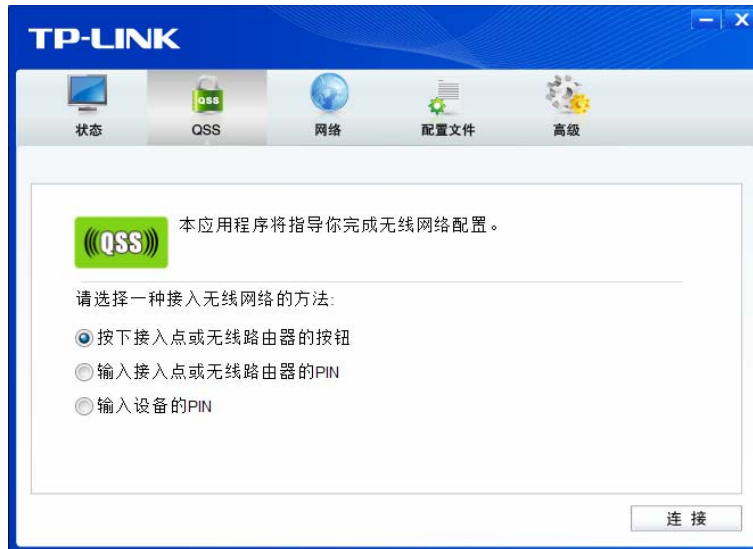 TP-LINK
QSS
状态
QSS
网络
配置文件
高级
QSS
本应用程序将指导你完成无线网络配置。
请选择一种接入无线网络的方法:
按下接入点或无线路由器的按钮
输入接入点或无线路由器的PIN
输入设备的PIN
连 接